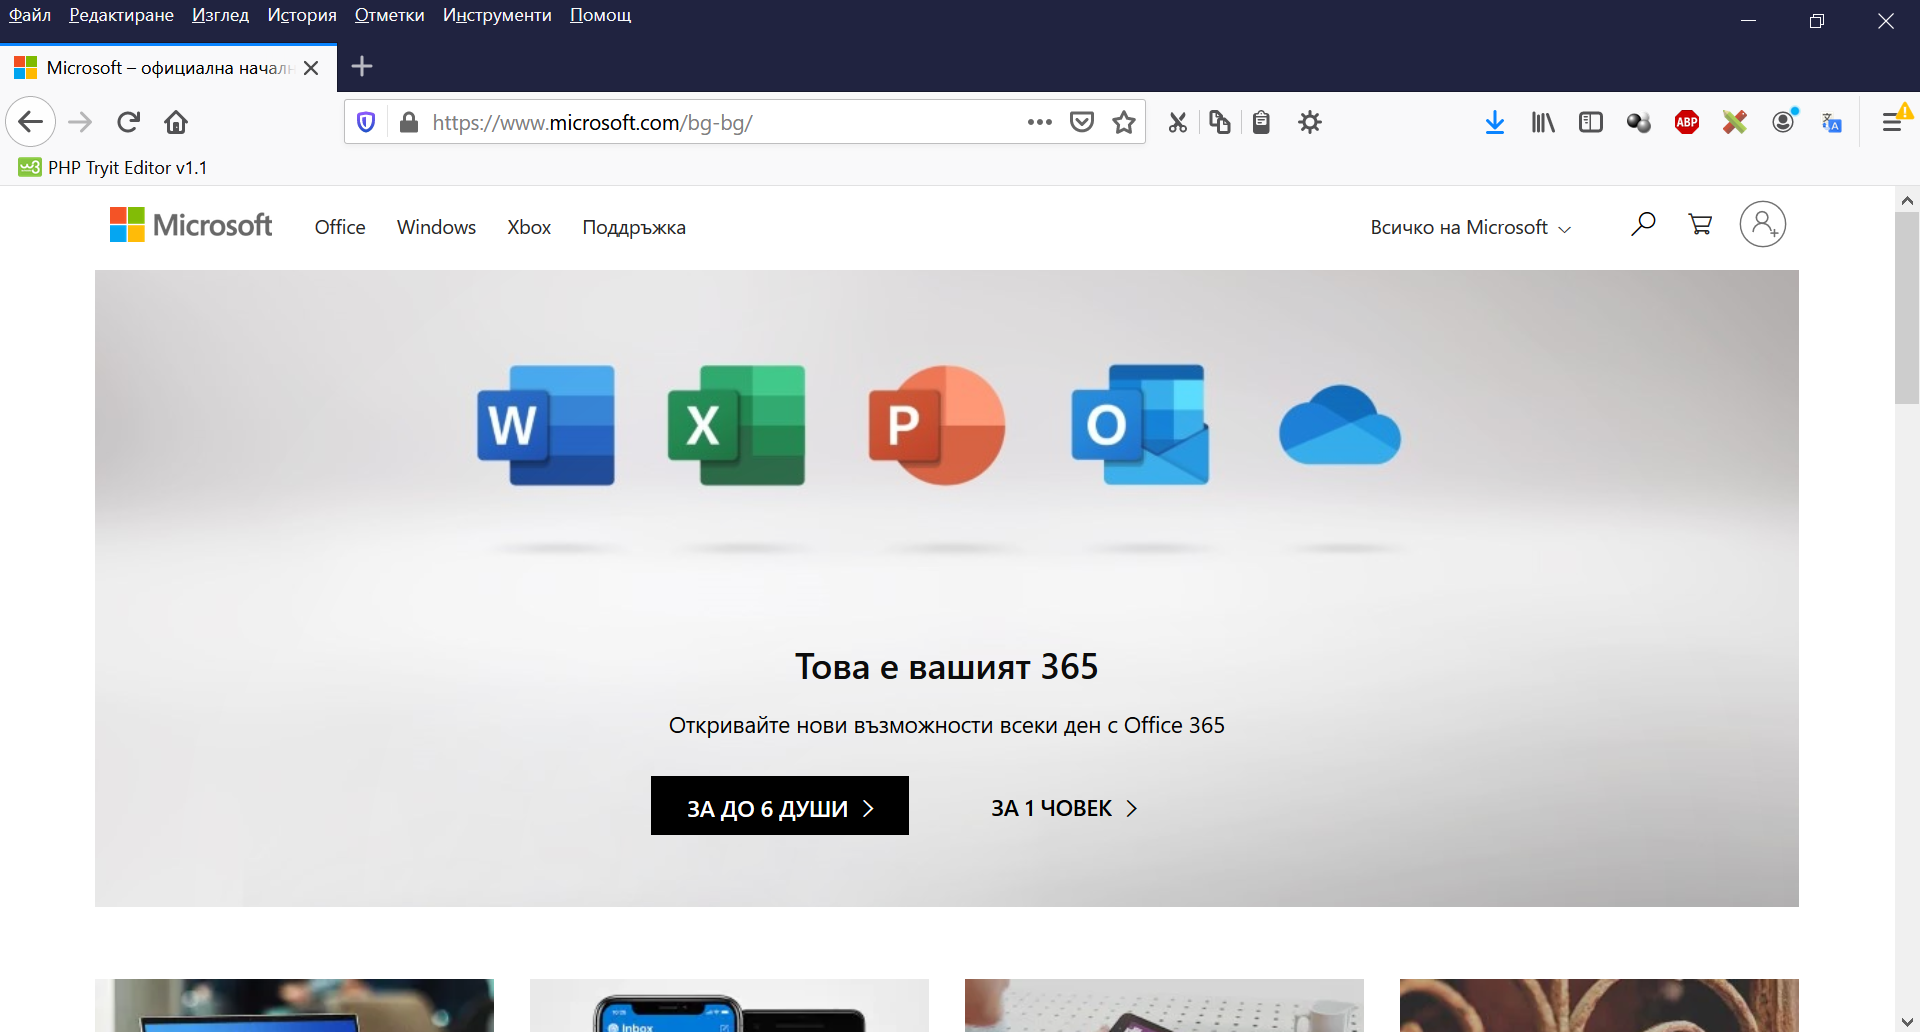 Файл Редактиране Изглед История Отметки Инструменти Помощ
Microsoft – официална началн
https://www.microsoft.com/bg-bg/
ABP
PHP Tryit Editor v1.1
Microsoft Office Windows Xbox Поддръжка Всичко на Microsoft
W X P O
Това е вашият 365
Откривайте нови възможности всеки ден с Office 365
ЗА ДО 6 ДУШИ ЗА 1 ЧОВЕК
Inbox